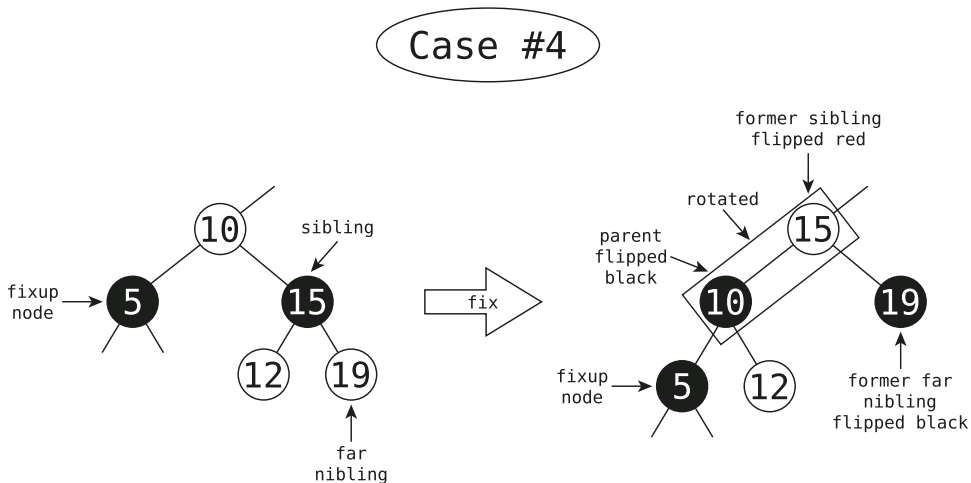 Case #4
10
sibling
fixup
node
5
15
12
19
far
nibling
fix
former sibling
flipped red
rotated
15
parent
flipped
black
10
19
fixup
node
5
12
former far
nibling
flipped black